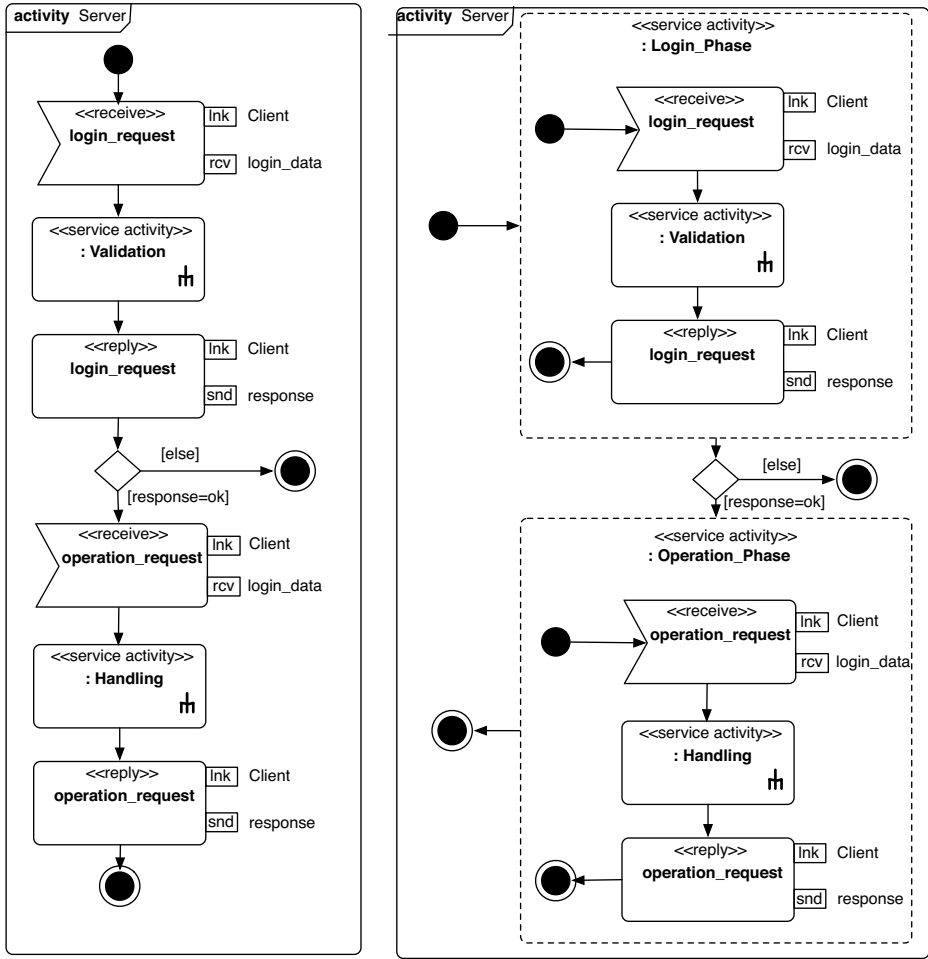 activity Server
<<receive>>
login_request
lnk Client
rcv login_data
<<service activity>>
: Validation
<<reply>>
login_request
lnk Client
snd response
[else]
[response=ok]
<<receive>>
operation_request
lnk Client
rcv login_data
<<service activity>>
: Handling
<<reply>>
operation_request
lnk Client
snd response
activity Server
<<service activity>>
: Login_Phase
<<receive>>
login_request
lnk Client
rcv login_data
<<service activity>>
: Validation
<<reply>>
login_request
lnk Client
snd response
[else]
[response=ok]
<<service activity>>
: Operation_Phase
<<receive>>
operation_request
lnk Client
rcv login_data
<<service activity>>
: Handling
<<reply>>
operation_request
lnk Client
snd response